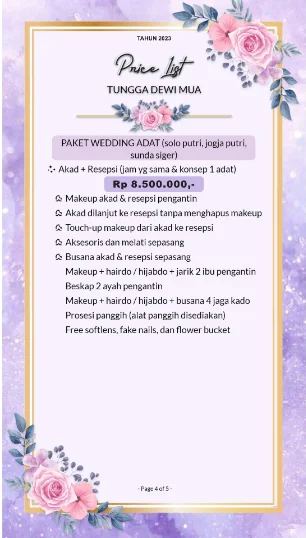 TAHUN 2023
Price List
TUNGGA DEWI MUA
PAKET WEDDING ADAT (solo putri, jogja putri,
sunda siger)
Akad + Resepsi (jam yg sama & konsep 1 adat)
Rp 8.500.000,-
Makeup akad & resepsi pengantin
Akad dilanjut ke resepsi tanpa menghapus makeup
Touch-up makeup dari akad ke resepsi
Aksesoris dan melati sepasang
Busana akad & resepsi sepasang
Makeup + hairdo / hijabdo + jarik 2 ibu pengantin
Beskap 2 ayah pengantin
Makeup + hairdo / hijabdo + busana 4 jaga kado
Prosesi panggih (alat panggih disediakan)
Free softlens, fake nails, dan flower bucket
- Page 4 of 5 -